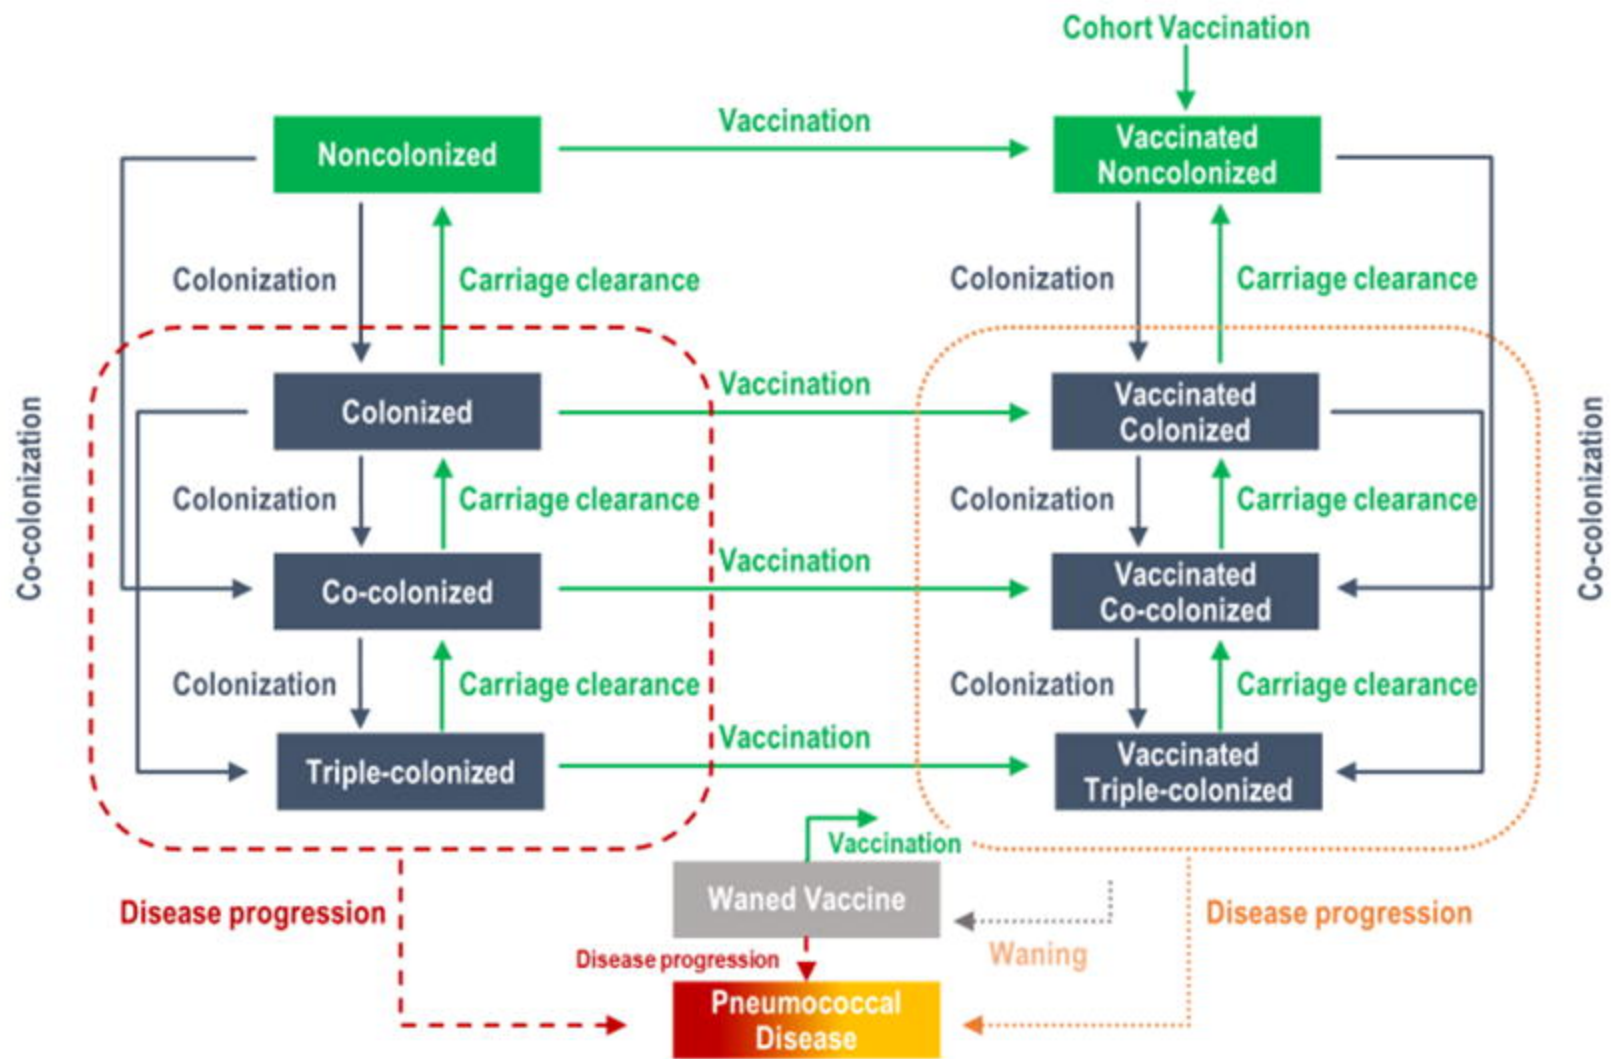 Cohort Vaccination
Vaccination
Noncolonized
Vaccinated
Noncolonized
Colonization
Carriage clearance
Colonization
Carriage clearance
Co-colonization
Vaccination
Colonized
Vaccinated
Colonized
Co-colonization
Colonization
Carriage clearance
Colonization
Carriage clearance
Vaccination
Co-colonized
Vaccinated
Co-colonized
Colonization
Carriage clearance
Colonization
Carriage clearance
Vaccination
Triple-colonized
Vaccinated
Triple-colonized
Vaccination
Waned Vaccine
Disease progression
Disease progression
Waning
Disease progression
Pneumococcal
Disease